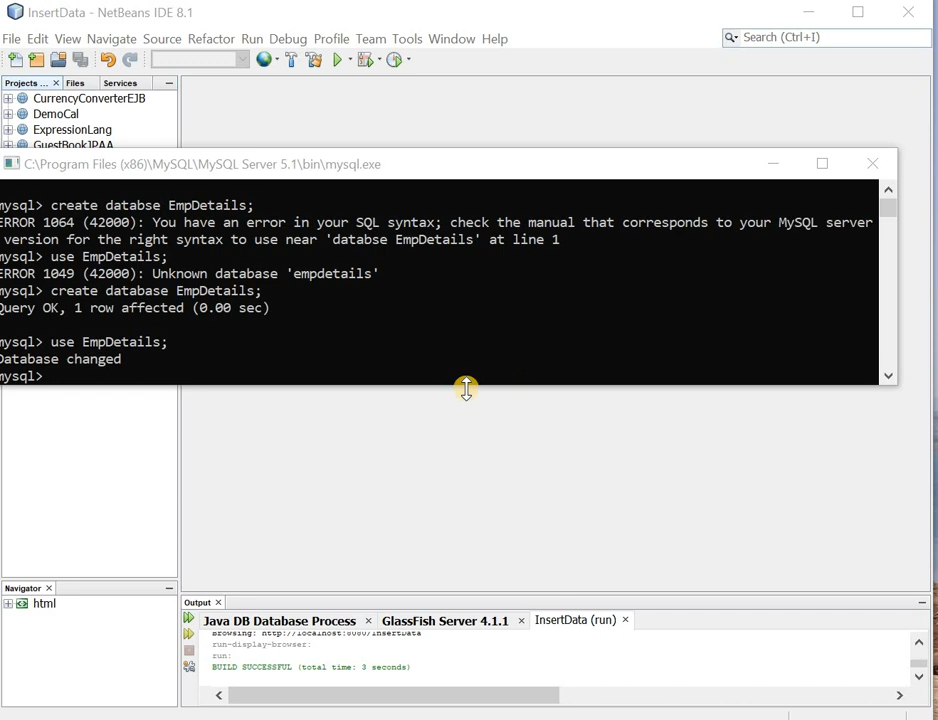 InsertData - NetBeans IDE 8.1
File Edit View Navigate Source Refactor Run Debug Profile Team Tools Window Help
Search (Ctrl+I)
Projects ... Files Services
CurrencyConverterEJB
DemoCal
ExpressionLang
GuestBookJPAA
C:\Program Files (x86)\MySQL\MySQL Server 5.1\bin\mysql.exe
mysql> create databse EmpDetails;
ERROR 1064 (42000): You have an error in your SQL syntax; check the manual that corresponds to your MySQL server
version for the right syntax to use near 'databse EmpDetails' at line 1
mysql> use EmpDetails;
ERROR 1049 (42000): Unknown database 'empdetails'
mysql> create database EmpDetails;
Query OK, 1 row affected (0.00 sec)
mysql> use EmpDetails;
Database changed
mysql>
Navigator
html
Output
Java DB Database Process GlassFish Server 4.1.1 InsertData (run)
Browsing: http://localhost:8080/InsertData
run-display-browser:
run:
BUILD SUCCESSFUL (total time: 3 seconds)